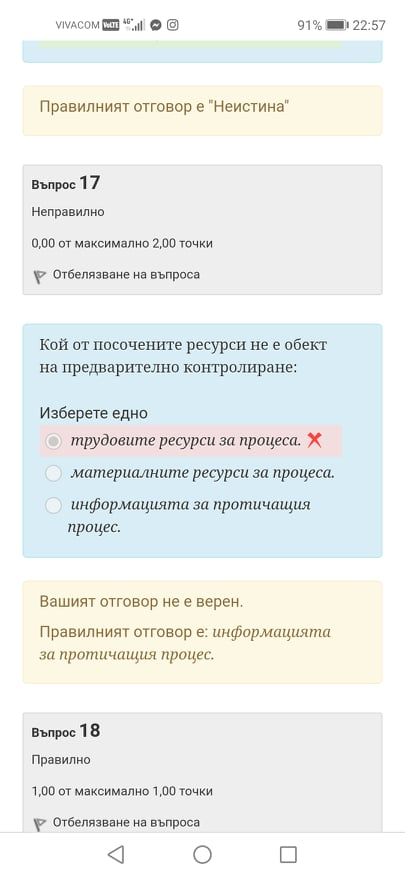 VIVACOM VoLTE 4G+ 91% 22:57
Правилният отговор е "Неистина"
Въпрос 17
Неправилно
0,00 от максимално 2,00 точки
Отбелязване на въпроса
Кой от посочените ресурси не е обект
на предварително контролиране:
Изберете едно
трудовите ресурси за процеса.
материалните ресурси за процеса.
информацията за протичащия
процес.
Вашият отговор не е верен.
Правилният отговор е: информацията
за протичащия процес.
Въпрос 18
Правилно
1,00 от максимално 1,00 точки
Отбелязване на въпроса